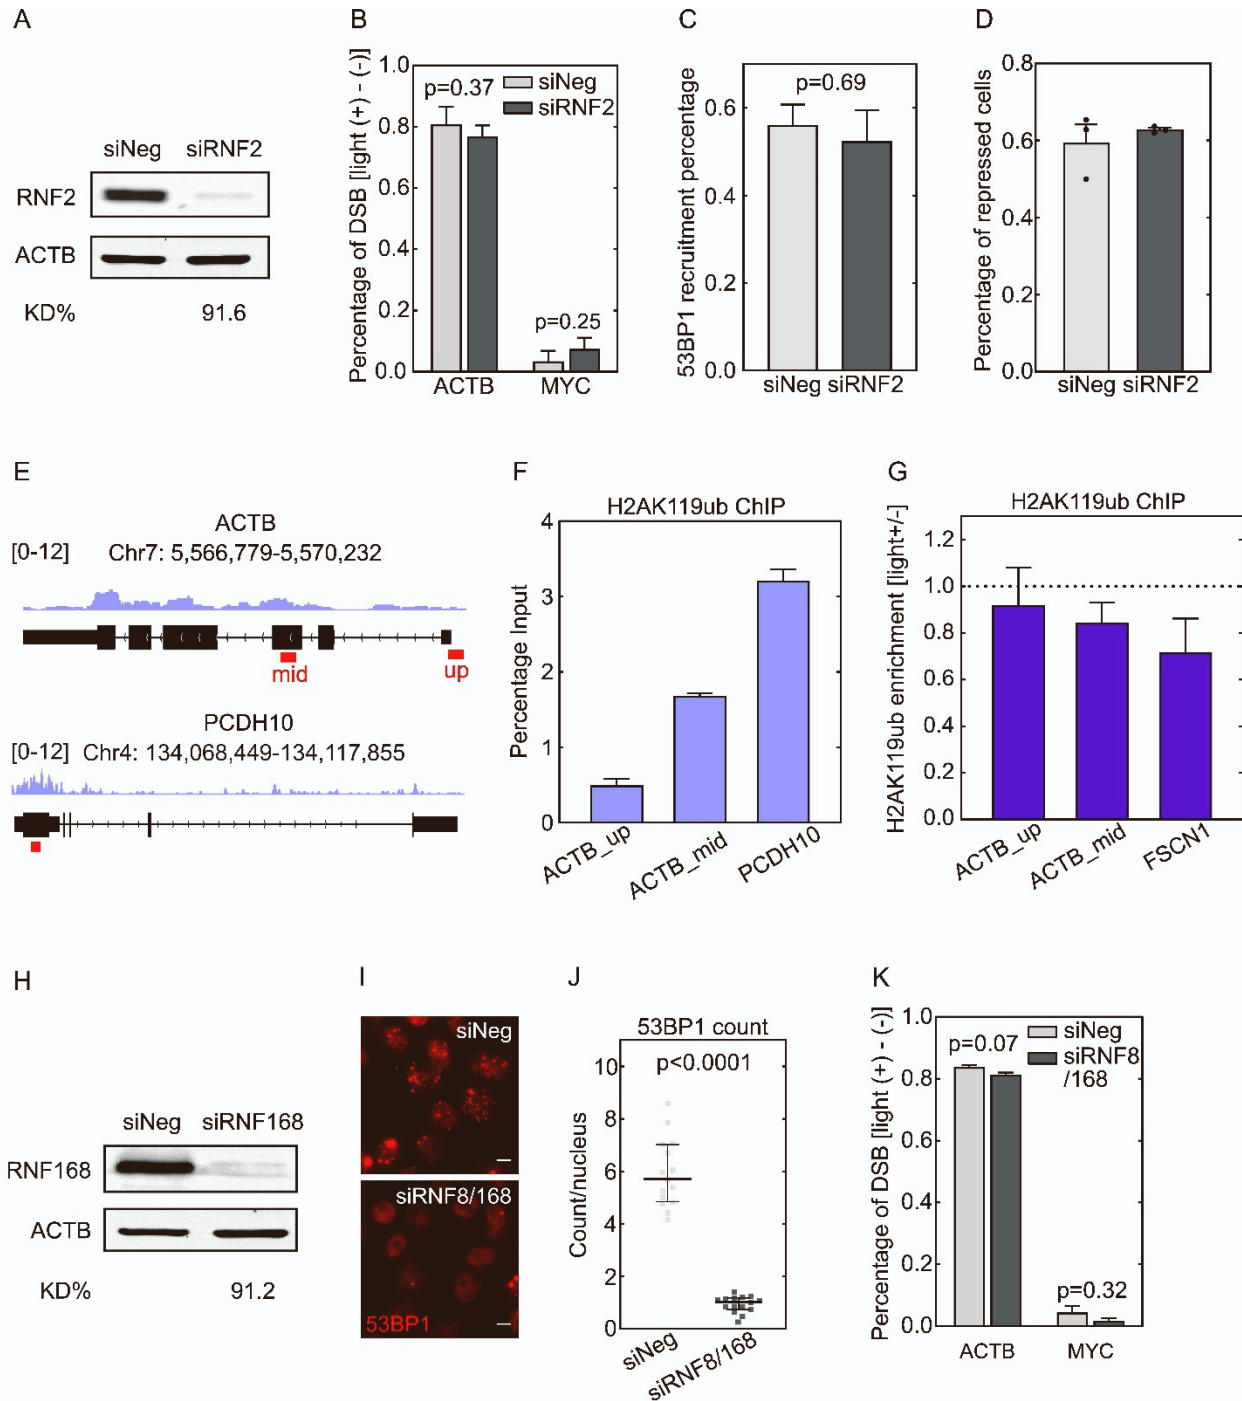 A
siNeg siRNF2
RNF2
ACTB
KD% 91.6
B
Percentage of DSB [light (+) - (-)]
1.0
0.8
0.6
0.4
0.2
0.0
p=0.37
siNeg
siRNF2
p=0.25
ACTB MYC
C
53BP1 recruitment percentage
0.6
0.4
0.2
0.0
p=0.69
siNeg siRNF2
D
Percentage of repressed cells
0.8
0.6
0.4
0.2
0.0
siNeg siRNF2
E
ACTB
[0-12] Chr7: 5,566,779-5,570,232
mid
up
PCDH10
[0-12] Chr4: 134,068,449-134,117,855
F
H2AK119ub ChIP
Percentage Input
4
3
2
1
0
ACTB_up
ACTB_mid
PCDH10
G
H2AK119ub ChIP
H2AK119ub enrichment [light+/-]
1.2
1.0
0.8
0.6
0.4
0.2
0.0
ACTB_up
ACTB_mid
FSCN1
H
siNeg siRNF168
RNF168
ACTB
KD% 91.2
I
siNeg
siRNF8/168
53BP1
J
53BP1 count
p<0.0001
Count/nucleus
10
8
6
4
2
0
siNeg
siRNF8/168
K
Percentage of DSB [light (+) - (-)]
1.0
0.8
0.6
0.4
0.2
0.0
p=0.07
siNeg
siRNF8
/168
p=0.32
ACTB MYC